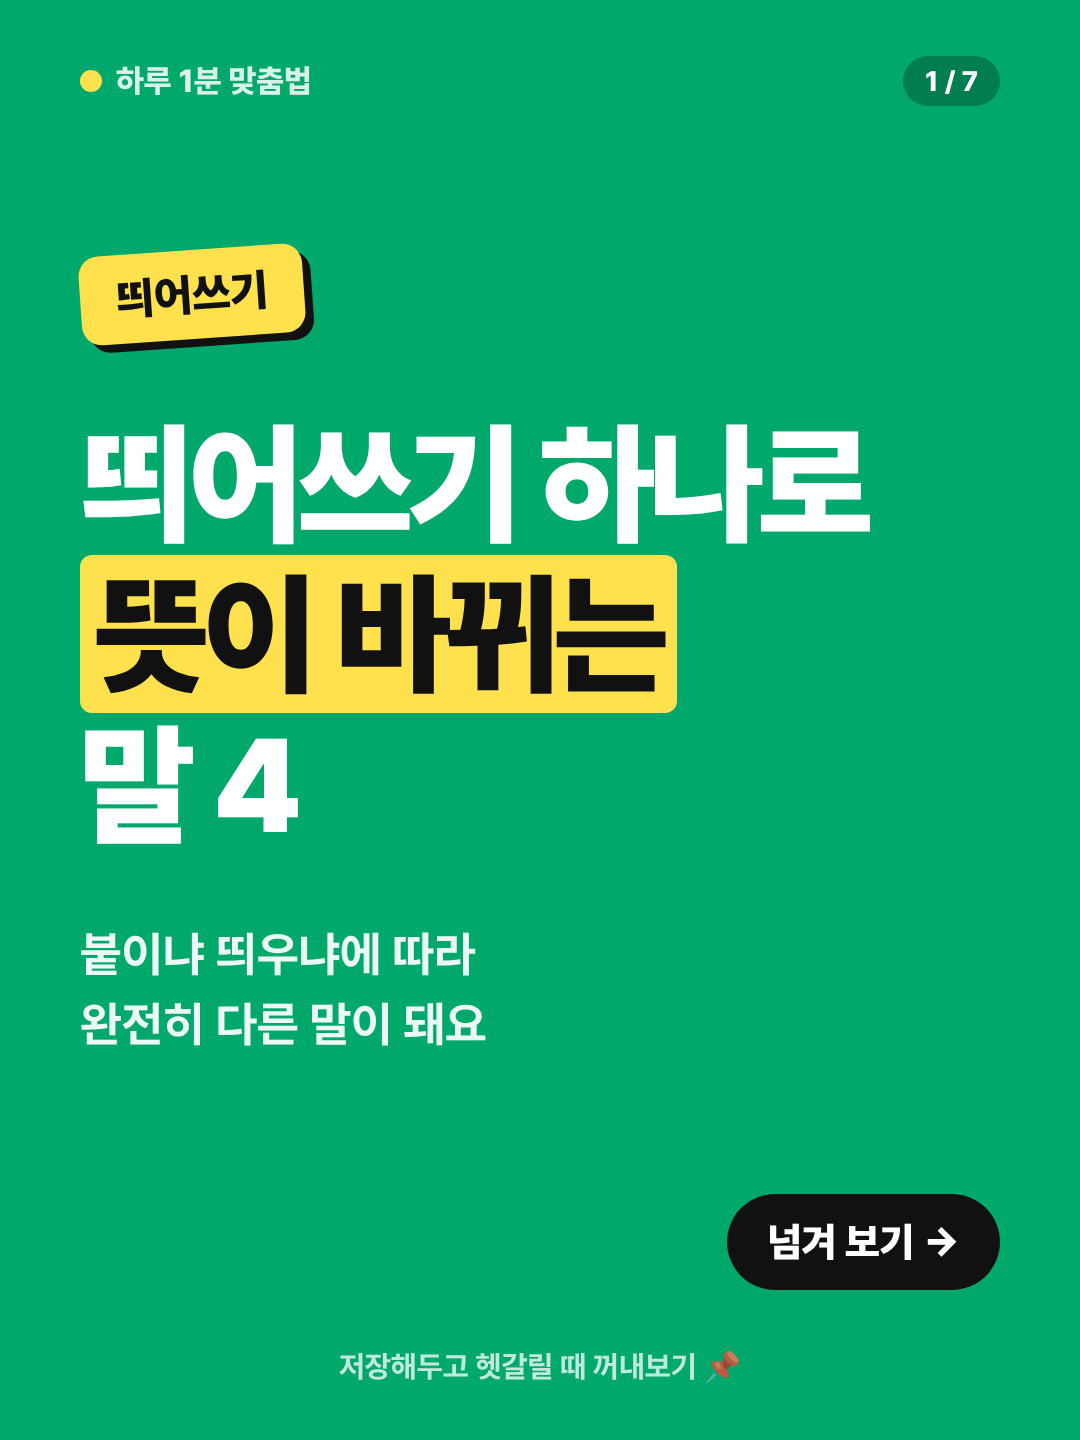 하루 1분 맞춤법
1 / 7
띄어쓰기
띄어쓰기 하나로
뜻이 바뀌는
말 4
붙이냐 띄우냐에 따라
완전히 다른 말이 돼요
넘겨 보기 →
저장해두고 헷갈릴 때 꺼내보기 📌